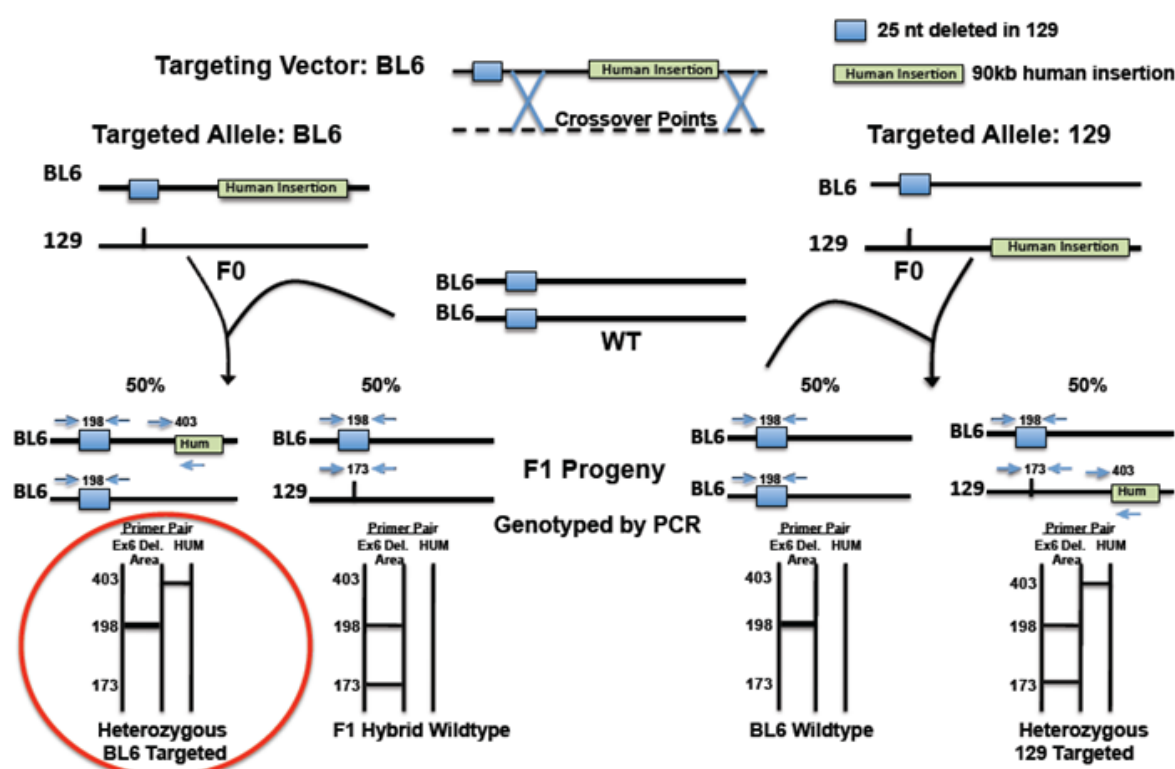 25 nt deleted in 129
Targeting Vector: BL6
Human Insertion
Human Insertion 90kb human insertion
Crossover Points
Targeted Allele: BL6
Targeted Allele: 129
BL6
Human Insertion
129
F0
BL6
129
Human Insertion
F0
BL6
BL6
WT
50%
50%
50%
50%
198
403
BL6
Hum
198
BL6
198
BL6
173
129
F1 Progeny
Genotyped by PCR
198
BL6
198
BL6
198
BL6
173
403
129
Hum
Primer Pair
Ex6 Del. HUM
Area
403
198
173
Heterozygous
BL6 Targeted
Primer Pair
Ex6 Del. HUM
Area
403
198
173
F1 Hybrid Wildtype
Primer Pair
Ex6 Del. HUM
Area
403
198
173
BL6 Wildtype
Primer Pair
Ex6 Del. HUM
Area
403
198
173
Heterozygous
129 Targeted